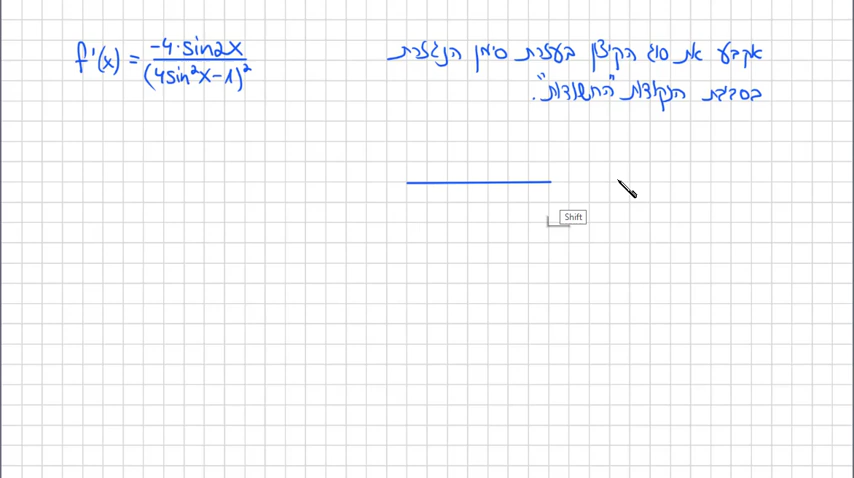 f'(x) = -4·sin2x / (4sin²x-1)²
אקבע את סוג הקיצון בעזרת סימן הנגזרת
בסביבת הנקודות "החשודות".
Shift